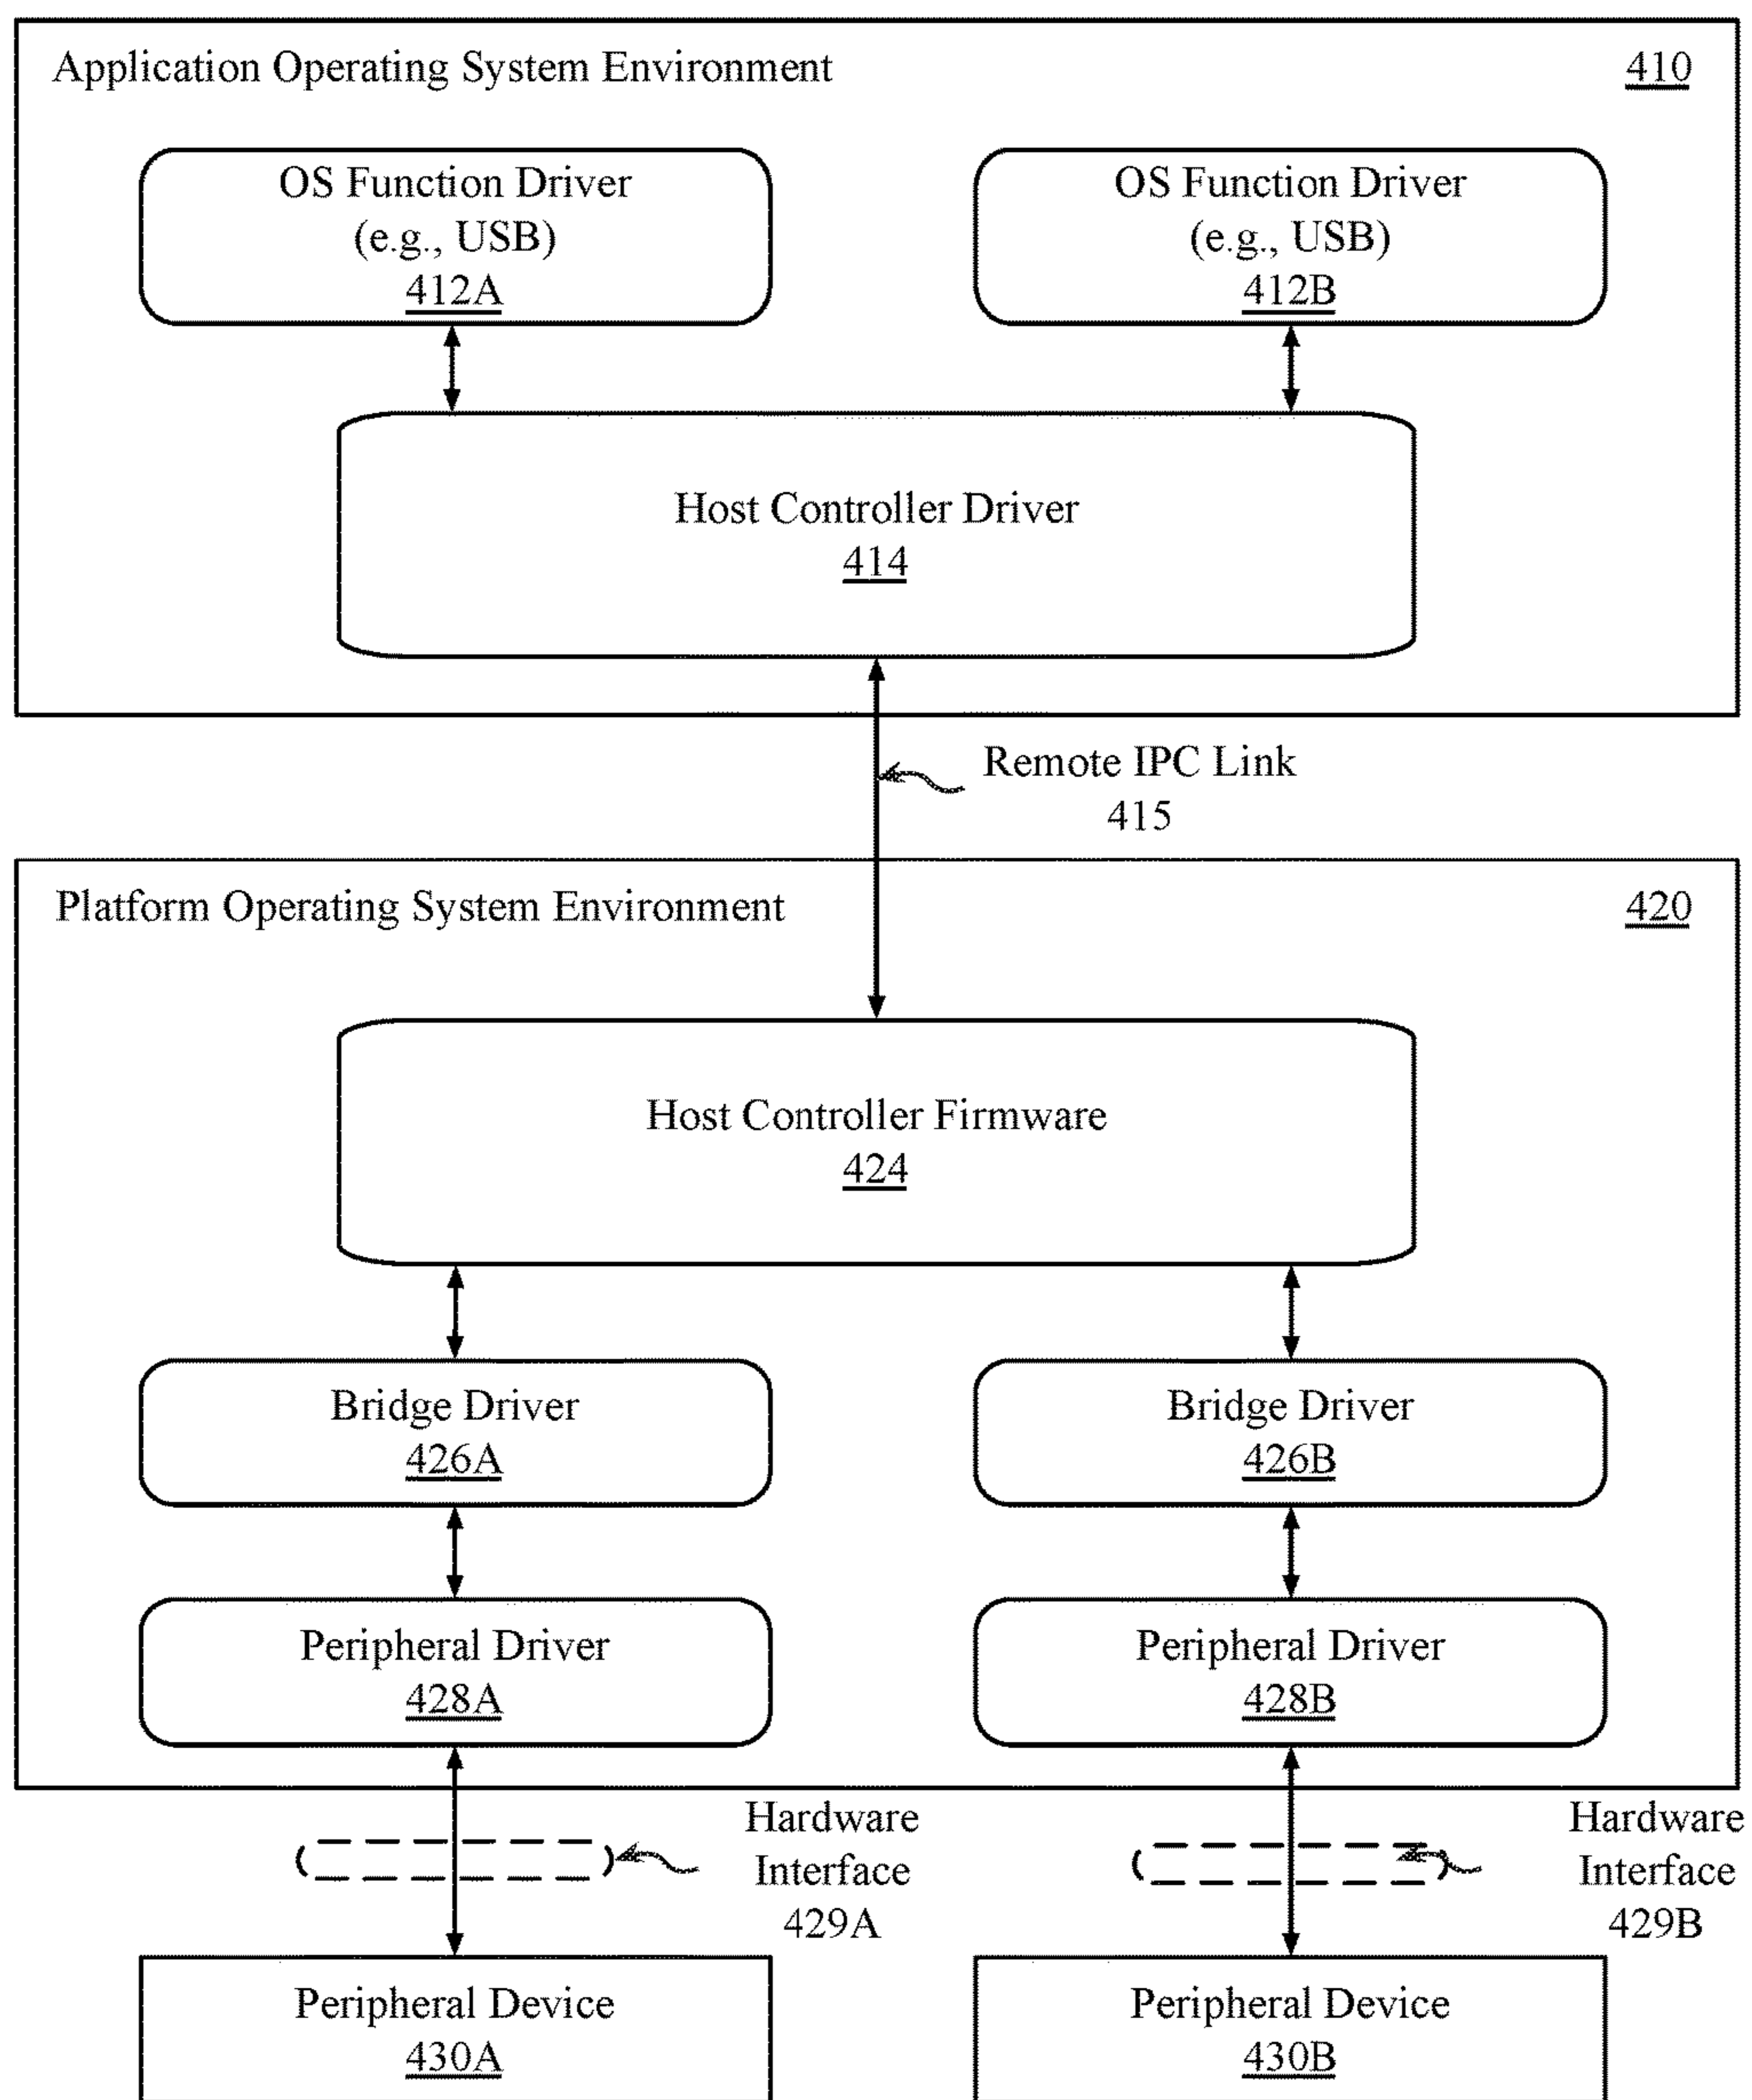 Application Operating System Environment
410
OS Function Driver
(e.g., USB)
412A
OS Function Driver
(e.g., USB)
412B
Host Controller Driver
414
Remote IPC Link
415
Platform Operating System Environment
420
Host Controller Firmware
424
Bridge Driver
426A
Bridge Driver
426B
Peripheral Driver
428A
Peripheral Driver
428B
Hardware
Interface
429A
Hardware
Interface
429B
Peripheral Device
430A
Peripheral Device
430B